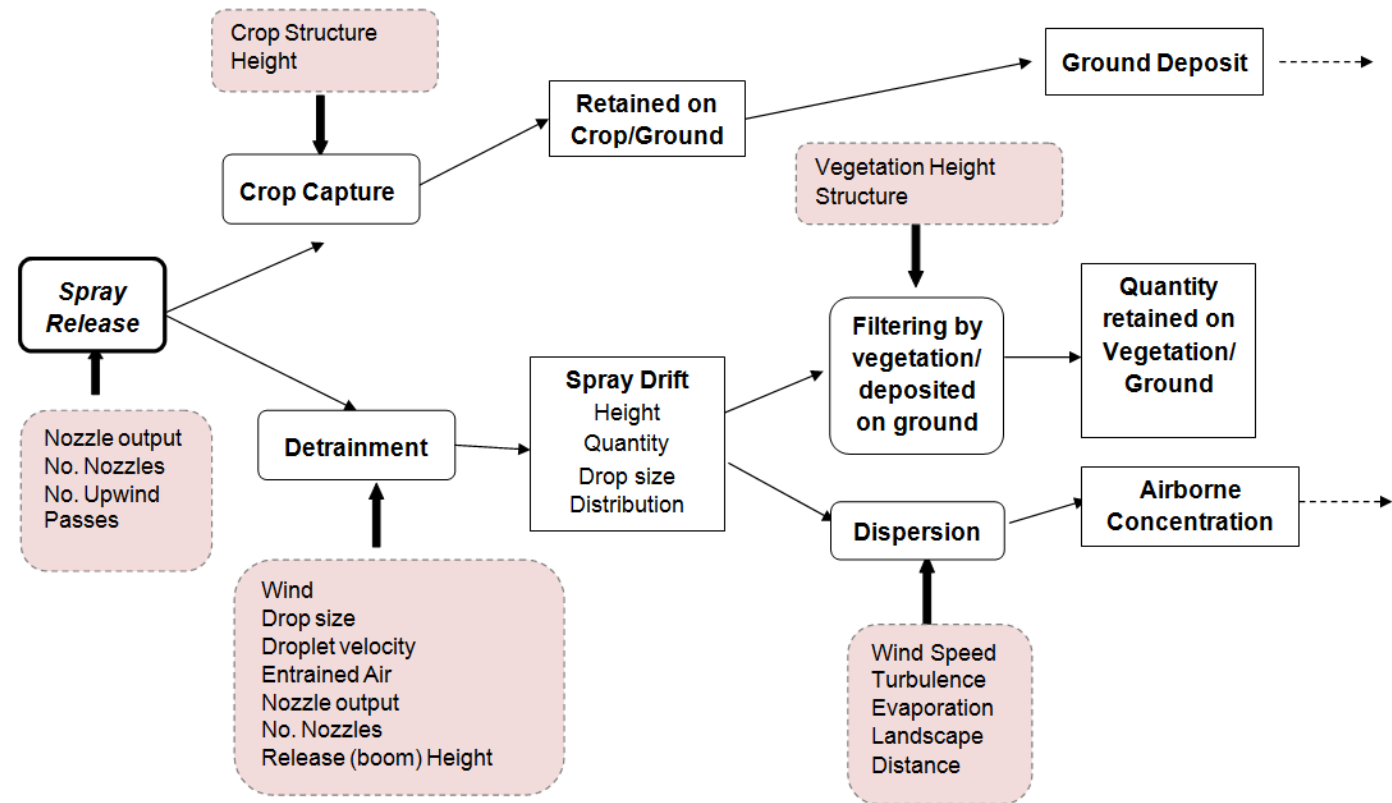 Crop Structure
Height
Ground Deposit
Retained on
Crop/Ground
Crop Capture
Vegetation Height
Structure
Spray
Release
Filtering by
vegetation/
deposited
on ground
Quantity
retained on
Vegetation/
Ground
Nozzle output
No. Nozzles
No. Upwind
Passes
Detrainment
Spray Drift
Height
Quantity
Drop size
Distribution
Dispersion
Airborne
Concentration
Wind
Drop size
Droplet velocity
Entrained Air
Nozzle output
No. Nozzles
Release (boom) Height
Wind Speed
Turbulence
Evaporation
Landscape
Distance